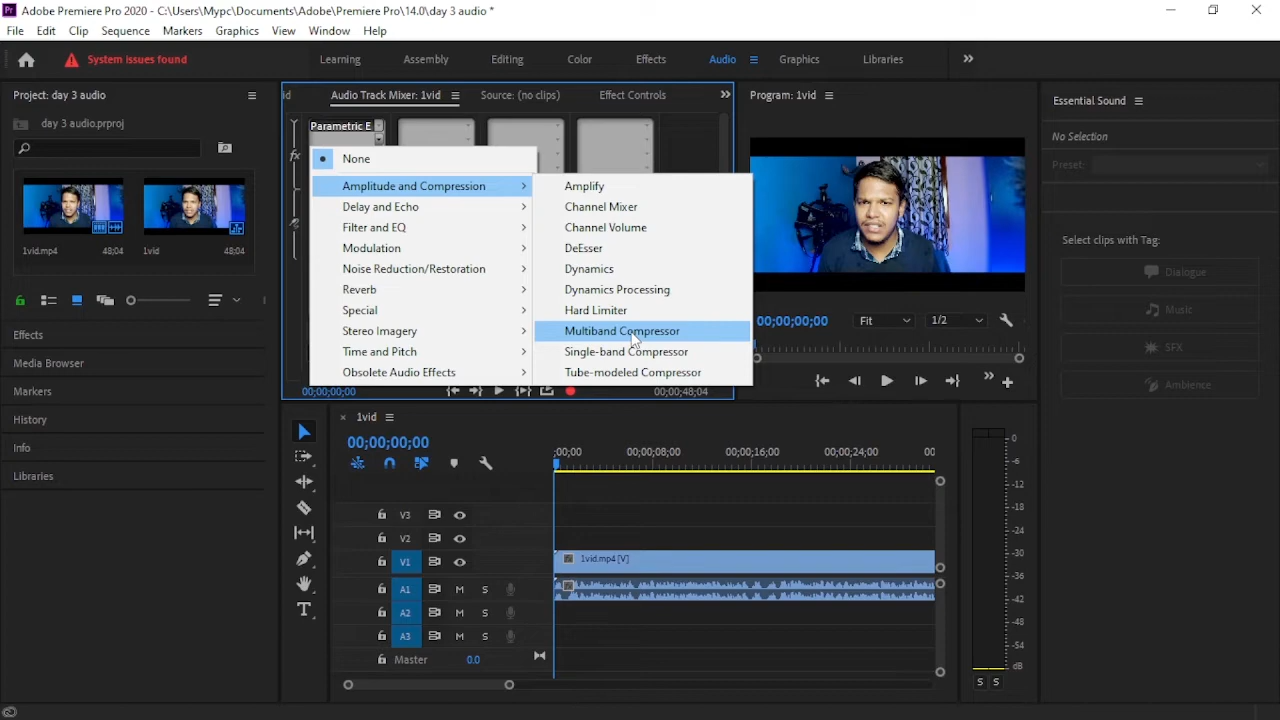 Adobe Premiere Pro 2020 - C:\Users\Mypc\Documents\Adobe\Premiere Pro\14.0\day 3 audio *
File Edit Clip Sequence Markers Graphics View Window Help
System issues found
Learning Assembly Editing Color Effects Audio Graphics Libraries
Project: day 3 audio
day 3 audio.prproj
1vid.mp4 48;04
1vid 48;04
Effects
Media Browser
Markers
History
Info
Libraries
Audio Track Mixer: 1vid Source: (no clips) Effect Controls
Parametric E
fx
None
Amplitude and Compression
Delay and Echo
Filter and EQ
Modulation
Noise Reduction/Restoration
Reverb
Special
Stereo Imagery
Time and Pitch
Obsolete Audio Effects
Amplify
Channel Mixer
Channel Volume
DeEsser
Dynamics
Dynamics Processing
Hard Limiter
Multiband Compressor
Single-band Compressor
Tube-modeled Compressor
00;00;00;00 00;00;48;04
Program: 1vid
00;00;00;00 Fit 1/2
Essential Sound
No Selection
Preset:
Select clips with Tag:
Dialogue
Music
SFX
Ambience
1vid
00;00;00;00
;00;00 00;00;08;00 00;00;16;00 00;00;24;00 00
V3
V2
V1 1vid.mp4 [V]
A1 M S
A2 M S
A3 M S
Master 0.0
0
-6
-12
-18
-24
-30
-36
-42
-48
-54
dB
S S